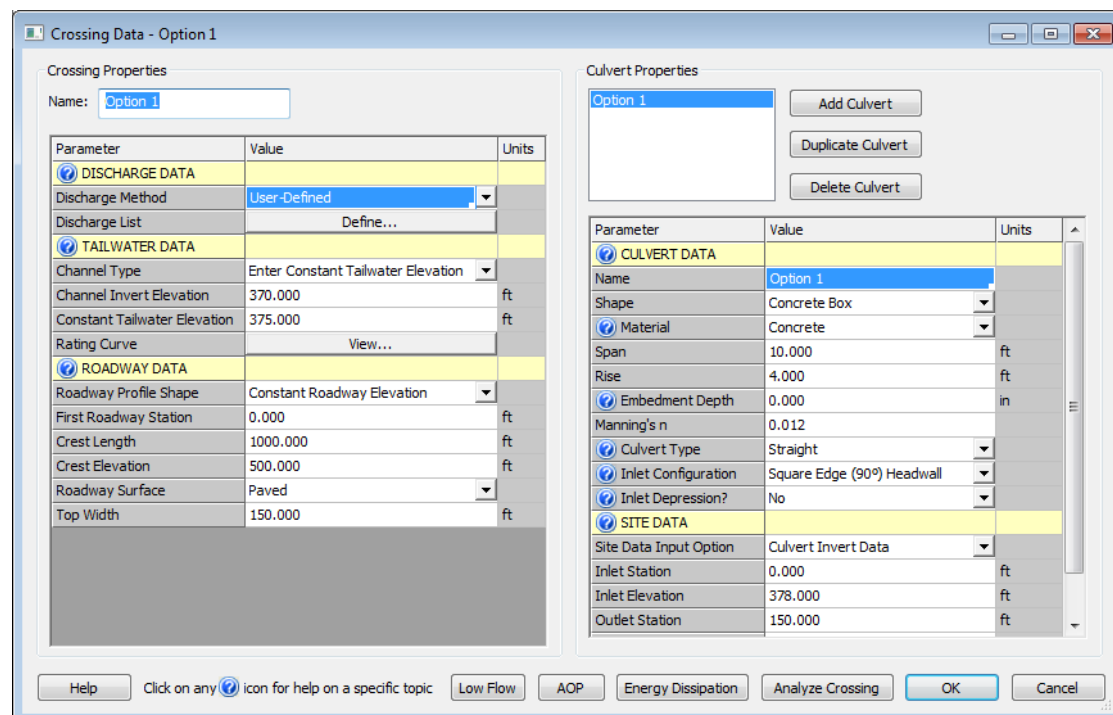 Crossing Data - Option 1
Crossing Properties
Name: Option 1
Parameter Value Units
DISCHARGE DATA
Discharge Method User-Defined
Discharge List Define...
TAILWATER DATA
Channel Type Enter Constant Tailwater Elevation
Channel Invert Elevation 370.000 ft
Constant Tailwater Elevation 375.000 ft
Rating Curve View...
ROADWAY DATA
Roadway Profile Shape Constant Roadway Elevation
First Roadway Station 0.000 ft
Crest Length 1000.000 ft
Crest Elevation 500.000 ft
Roadway Surface Paved
Top Width 150.000 ft
Culvert Properties
Option 1
Add Culvert
Duplicate Culvert
Delete Culvert
Parameter Value Units
CULVERT DATA
Name Option 1
Shape Concrete Box
Material Concrete
Span 10.000 ft
Rise 4.000 ft
Embedment Depth 0.000 in
Manning's n 0.012
Culvert Type Straight
Inlet Configuration Square Edge (90º) Headwall
Inlet Depression? No
SITE DATA
Site Data Input Option Culvert Invert Data
Inlet Station 0.000 ft
Inlet Elevation 378.000 ft
Outlet Station 150.000 ft
Help Click on any ? icon for help on a specific topic Low Flow AOP Energy Dissipation Analyze Crossing OK Cancel